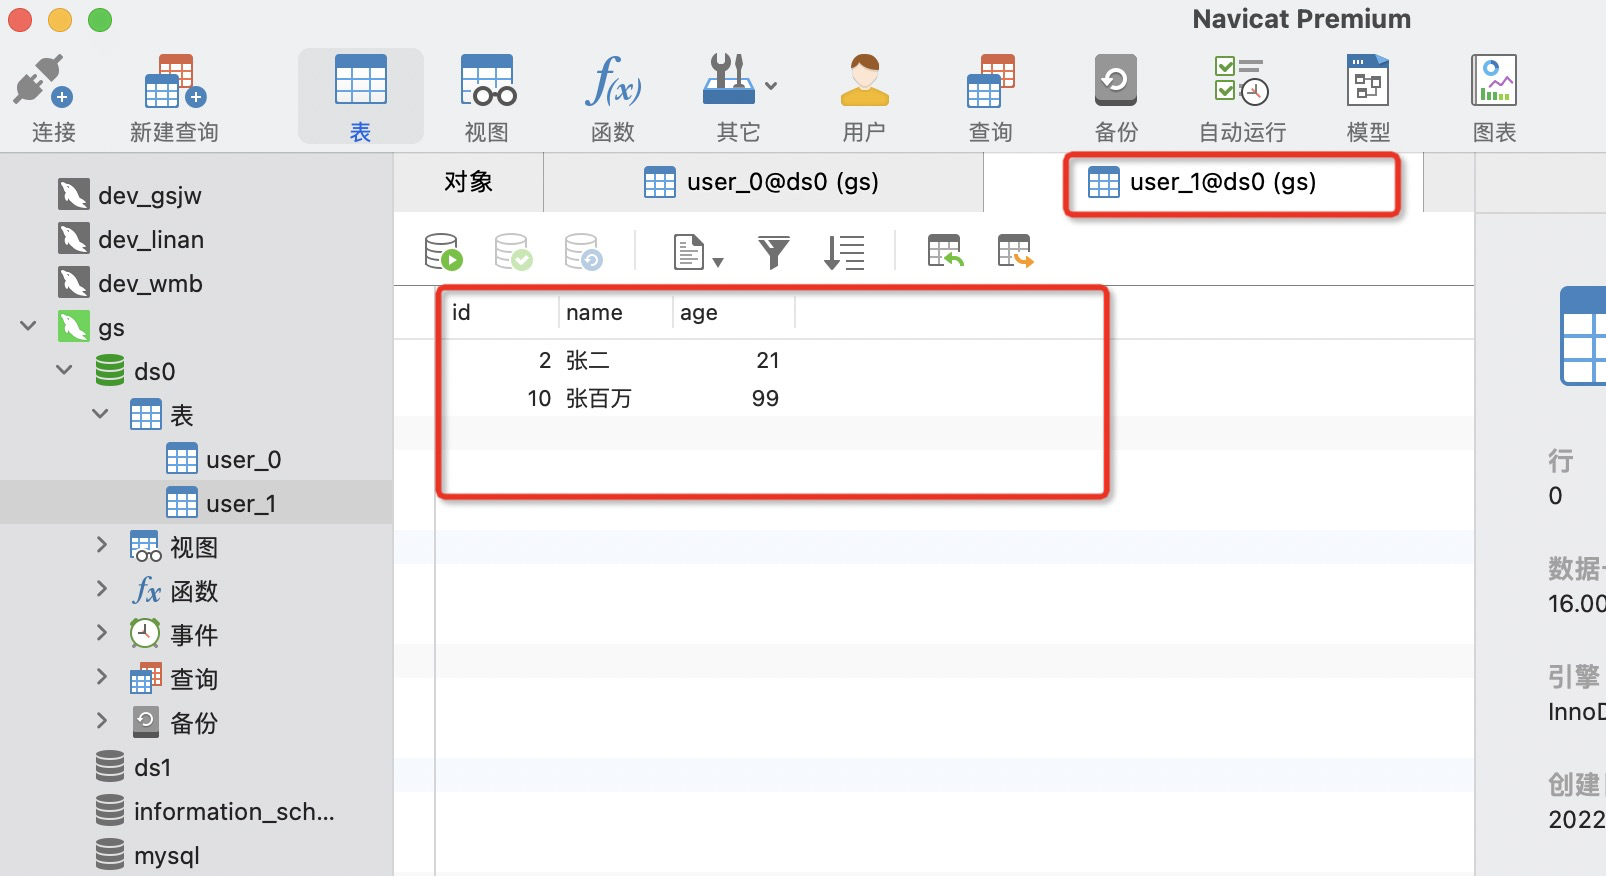 Navicat Premium
连接
新建查询
表
视图
函数
其它
用户
查询
备份
自动运行
模型
图表
对象
user_0@ds0 (gs)
user_1@ds0 (gs)
dev_gsjw
dev_linan
dev_wmb
gs
ds0
表
user_0
user_1
视图
函数
事件
查询
备份
ds1
information_sch...
mysql
id name age
2 张二 21
10 张百万 99
行
0
数据
16.00
引擎
创建
2022